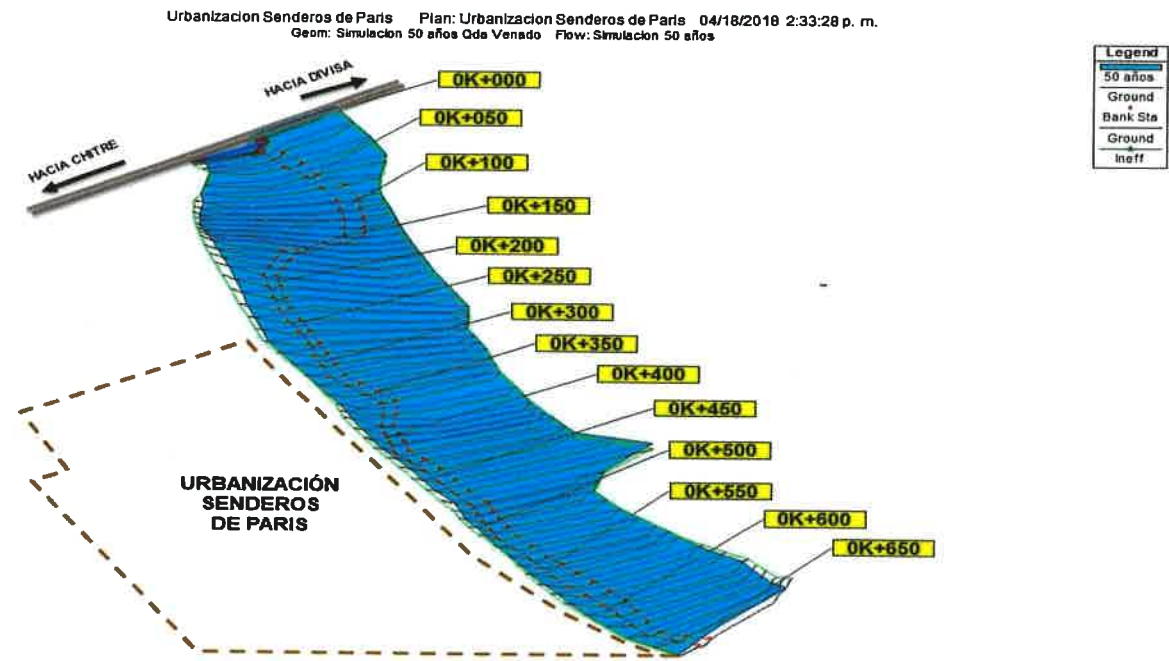 Urbanizacion Senderos de Paris Plan: Urbanizacion Senderos de Paris 04/18/2018 2:33:28 p. m.
Geom: Simulacion 50 años Qda Venado Flow: Simulacion 50 años
Legend
50 años
Ground
Bank Sta
Ground
Ineff
HACIA DIVISA
HACIA CHITRE
0K+000
0K+050
0K+100
0K+150
0K+200
0K+250
0K+300
0K+350
0K+400
0K+450
0K+500
0K+550
0K+600
0K+650
URBANIZACIÓN
SENDEROS
DE PARIS